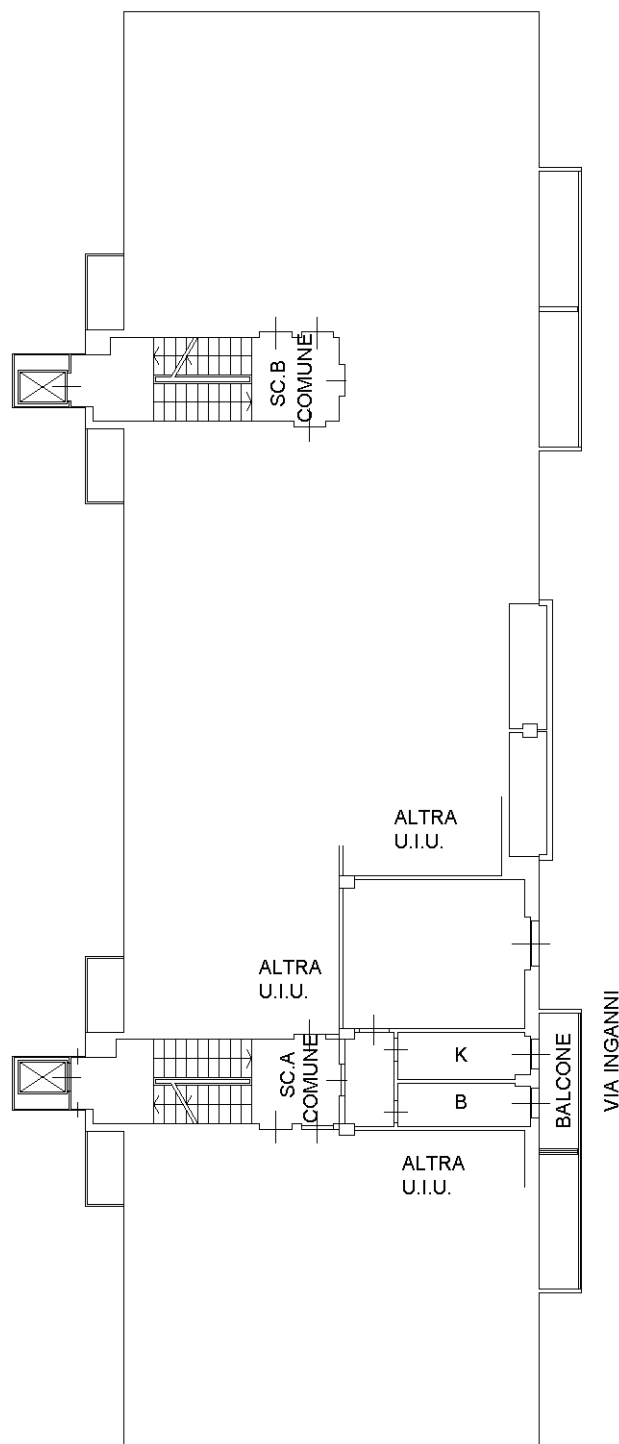 SC.B
COMUNE
ALTRA
U.I.U.
ALTRA
U.I.U.
SC.A
COMUNE
K
B
BALCONE
VIA INGANNI
ALTRA
U.I.U.